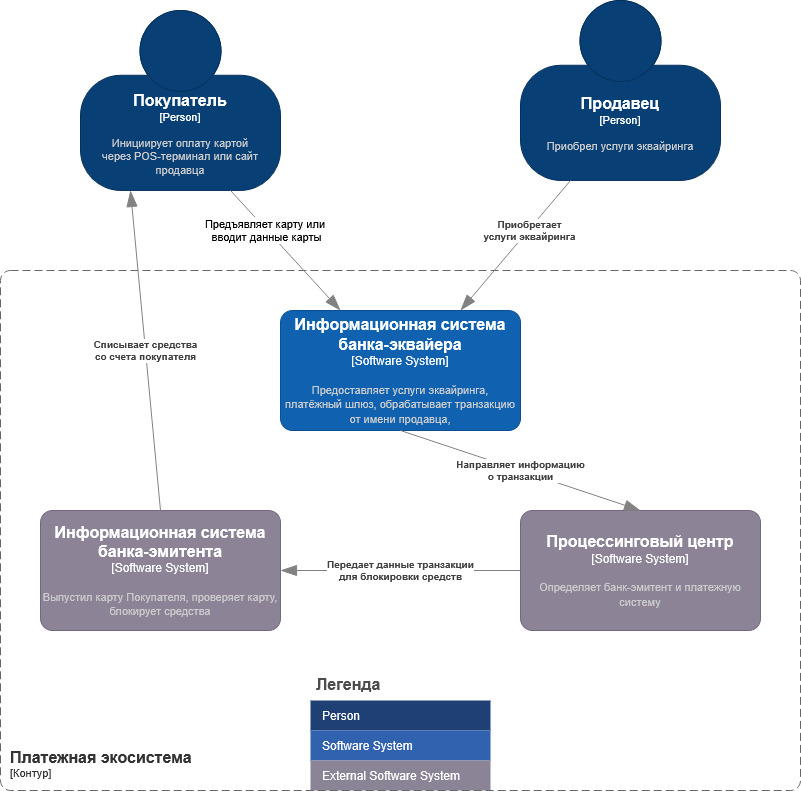 Покупатель
[Person]
Инициирует оплату картой
через POS-терминал или сайт
продавца
Продавец
[Person]
Приобрел услуги эквайринга
Предъявляет карту или
вводит данные карты
Приобретает
услуги эквайринга
Информационная система
банка-эквайера
[Software System]
Предоставляет услуги эквайринга,
платёжный шлюз, обрабатывает транзакцию
от имени продавца,
Списывает средства
со счета покупателя
Направляет информацию
о транзакции
Информационная система
банка-эмитента
[Software System]
Выпустил карту Покупателя, проверяет карту,
блокирует средства
Передает данные транзакции
для блокировки средств
Процессинговый центр
[Software System]
Определяет банк-эмитент и платежную
систему
Легенда
Person
Software System
External Software System
Платежная экосистема
[Контур]